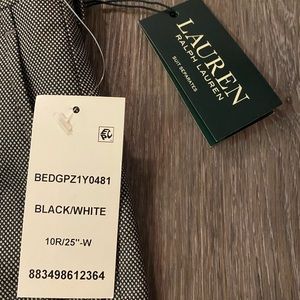 LAUREN
RALPH LAUREN
SUIT SEPARATES
BEDGPZ1Y0481
BLACK/WHITE
10R/25"-W
883498612364